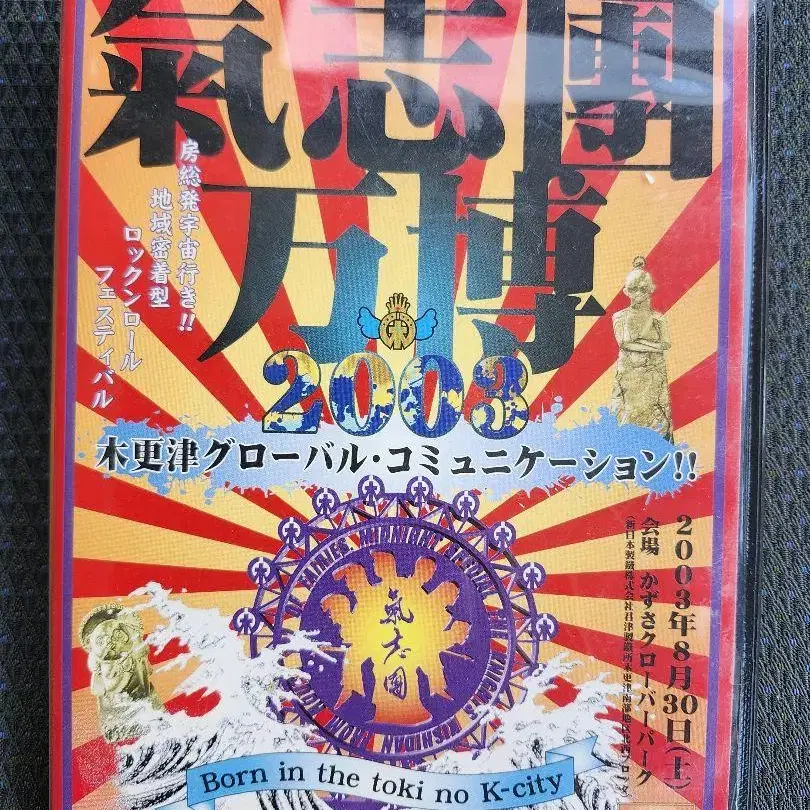 氣志團
万博
房総発宇宙行き!!
地域密着型
ロックンロール
フェスティバル
2003
木更津グローバル・コミュニケーション!!
2003年8月30日(土)
会場 かずさクローバーパーク
氣志團
Born in the toki no K-city